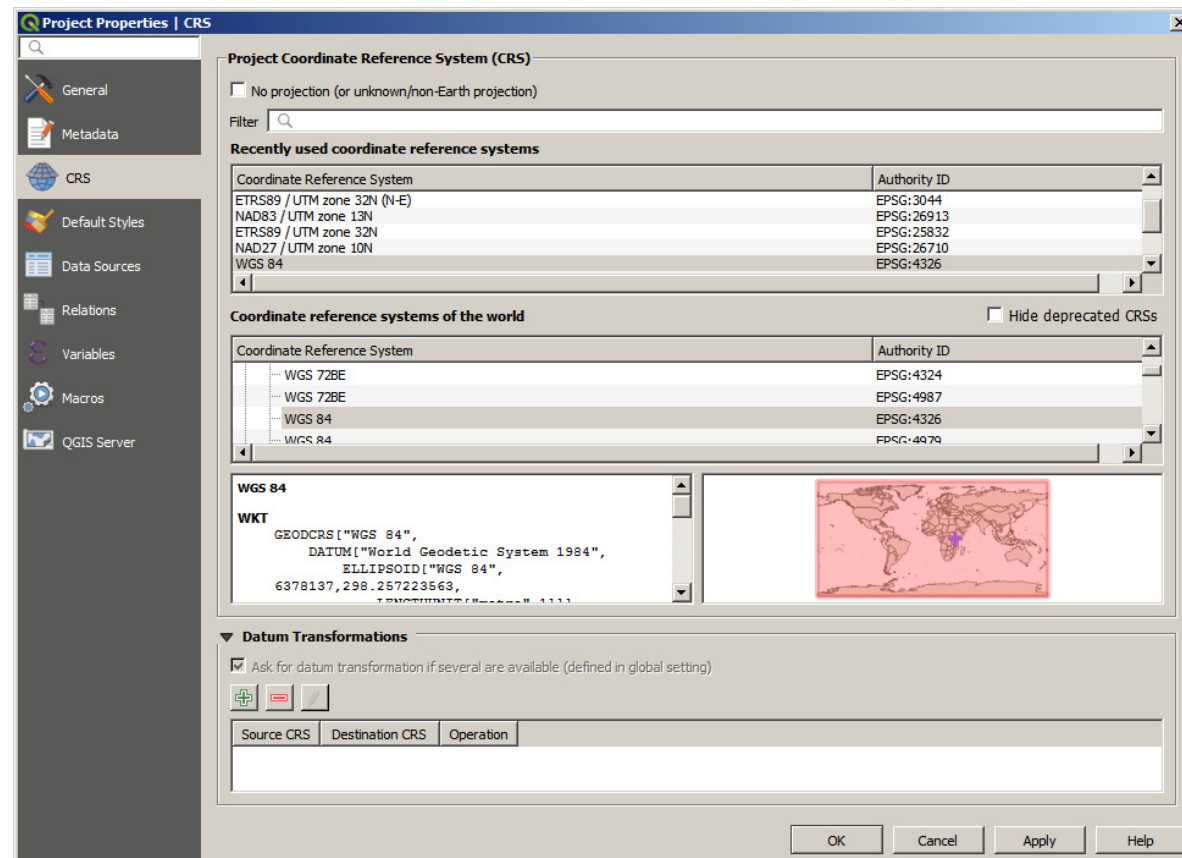 Project Properties | CRS
General
Metadata
CRS
Default Styles
Data Sources
Relations
Variables
Macros
QGIS Server
Project Coordinate Reference System (CRS)
No projection (or unknown/non-Earth projection)
Filter
Recently used coordinate reference systems
Coordinate Reference System Authority ID
ETRS89 / UTM zone 32N (N-E) EPSG:3044
NAD83 / UTM zone 13N EPSG:26913
ETRS89 / UTM zone 32N EPSG:25832
NAD27 / UTM zone 10N EPSG:26710
WGS 84 EPSG:4326
Coordinate reference systems of the world Hide deprecated CRSs
Coordinate Reference System Authority ID
WGS 72BE EPSG:4324
WGS 72BE EPSG:4987
WGS 84 EPSG:4326
WGS 84 EPSG:4979
WGS 84
WKT
GEODCRS["WGS 84",
DATUM["World Geodetic System 1984",
ELLIPSOID["WGS 84",
6378137,298.257223563,
LENGTHUNIT["metre",1]]],
Datum Transformations
Ask for datum transformation if several are available (defined in global setting)
Source CRS Destination CRS Operation
OK Cancel Apply Help